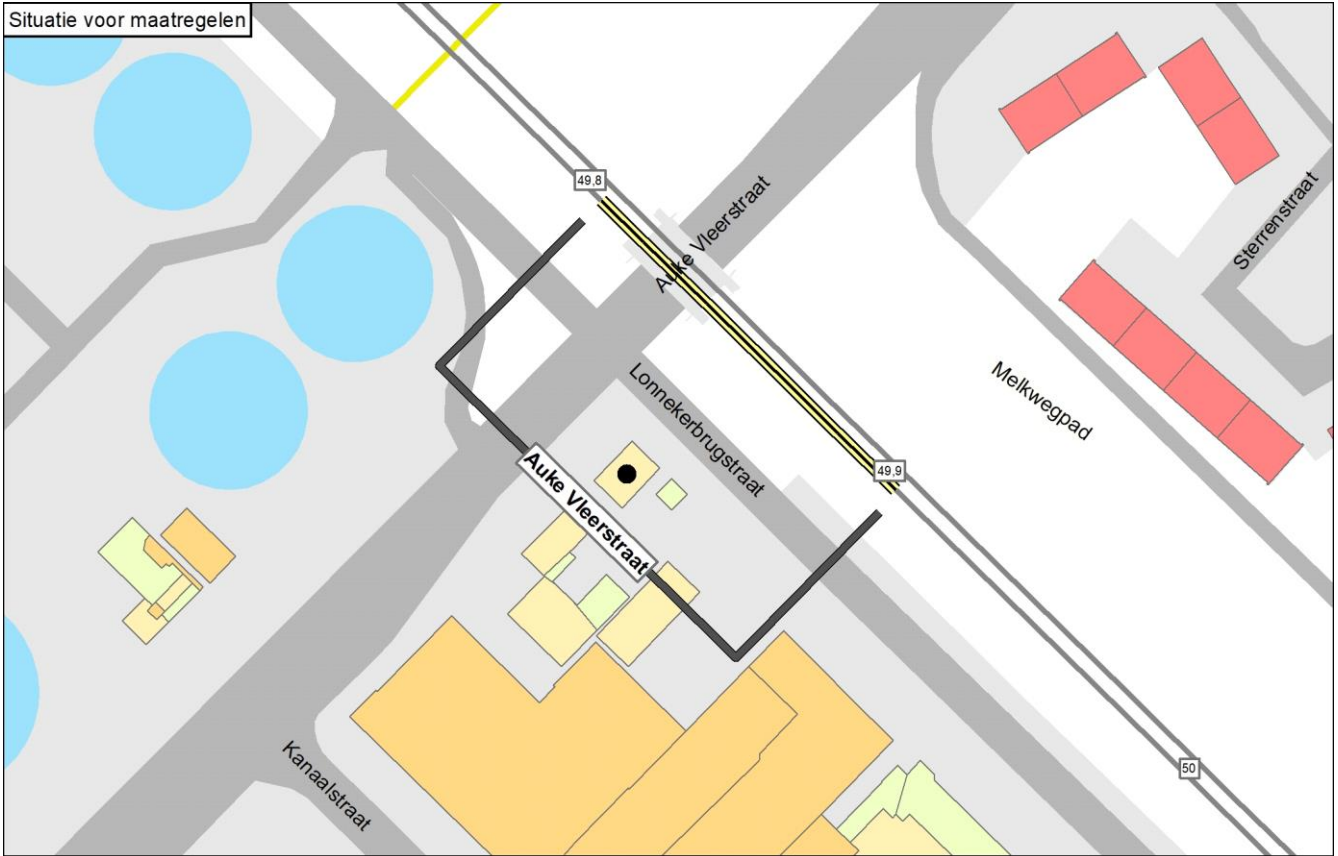 Situatie voor maatregelen
49,8
Auke Vleerstraat
Sterrenstraat
Melkwegpad
Lonnekerbrugstraat
49,9
Auke Vleerstraat
Kanaalstraat
50